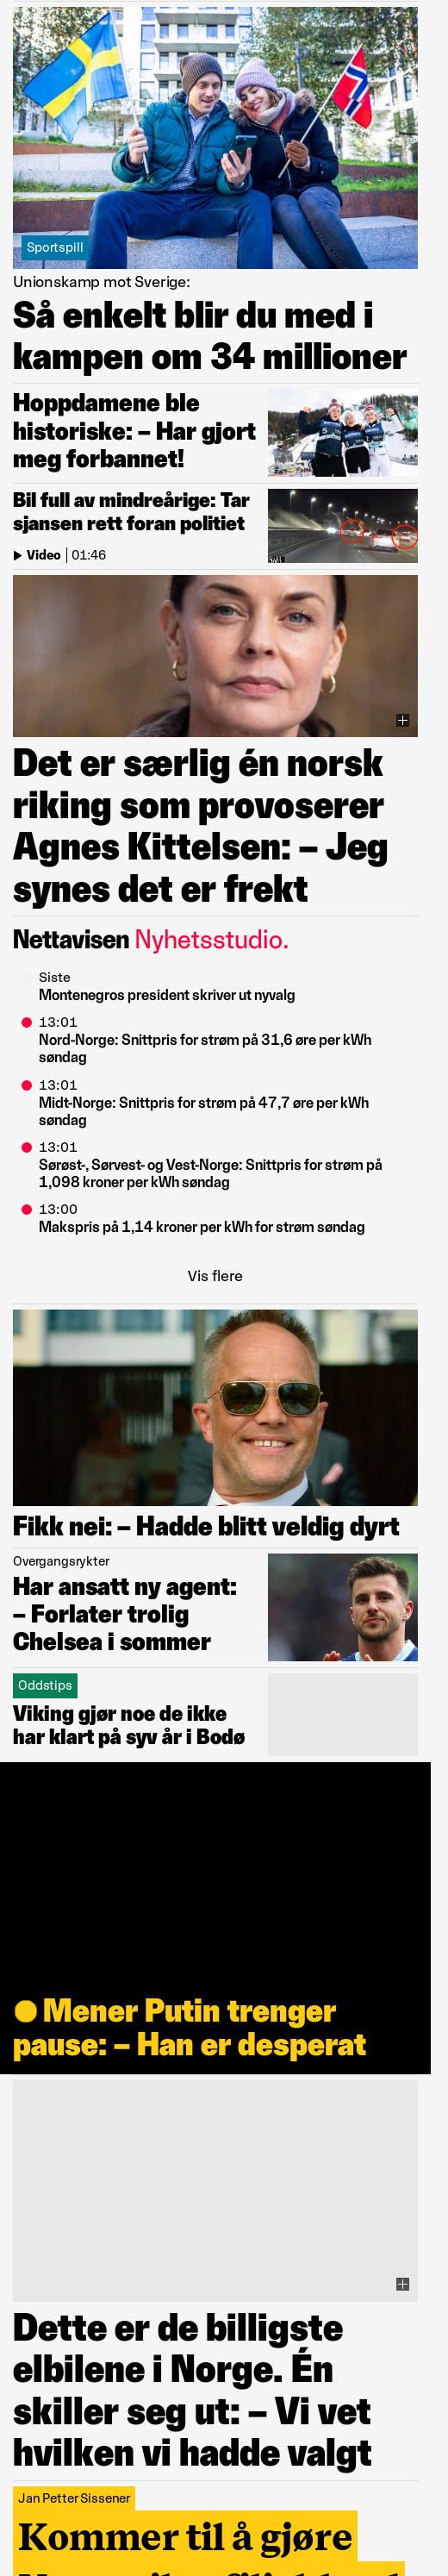 Sportspill
Unionskamp mot Sverige:
Så enkelt blir du med i
kampen om 34 millioner
Hoppdamene ble
historiske: – Har gjort
meg forbannet!
Bil full av mindreårige: Tar
sjansen rett foran politiet
Video | 01:46
Det er særlig én norsk
riking som provoserer
Agnes Kittelsen: – Jeg
synes det er frekt
Nettavisen Nyhetsstudio.
Siste
Montenegros president skriver ut nyvalg
13:01
Nord-Norge: Snittpris for strøm på 31,6 øre per kWh
søndag
13:01
Midt-Norge: Snittpris for strøm på 47,7 øre per kWh
søndag
13:01
Sørøst-, Sørvest- og Vest-Norge: Snittpris for strøm på
1,098 kroner per kWh søndag
13:00
Makspris på 1,14 kroner per kWh for strøm søndag
Vis flere
Fikk nei: – Hadde blitt veldig dyrt
Overgangsrykter
Har ansatt ny agent:
– Forlater trolig
Chelsea i sommer
Oddstips
Viking gjør noe de ikke
har klart på syv år i Bodø
Mener Putin trenger
pause: – Han er desperat
Dette er de billigste
elbilene i Norge. Én
skiller seg ut: – Vi vet
hvilken vi hadde valgt
Jan Petter Sissener
Kommer til å gjøre